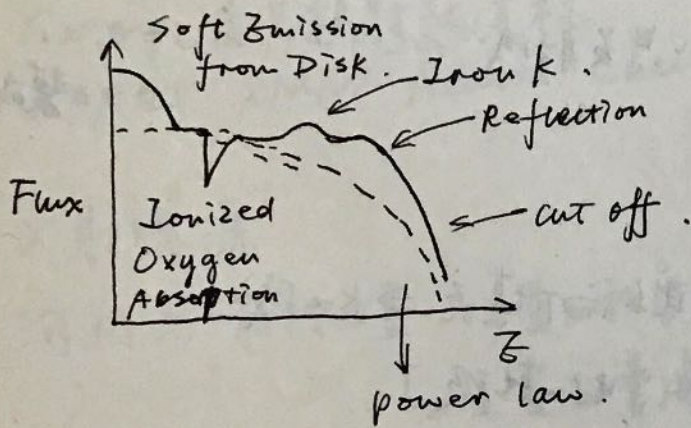 Soft Emission
from Disk.
Iron K.
Reflection
Flux
Ionized
Oxygen
Absorption
cut off.
E
power law.